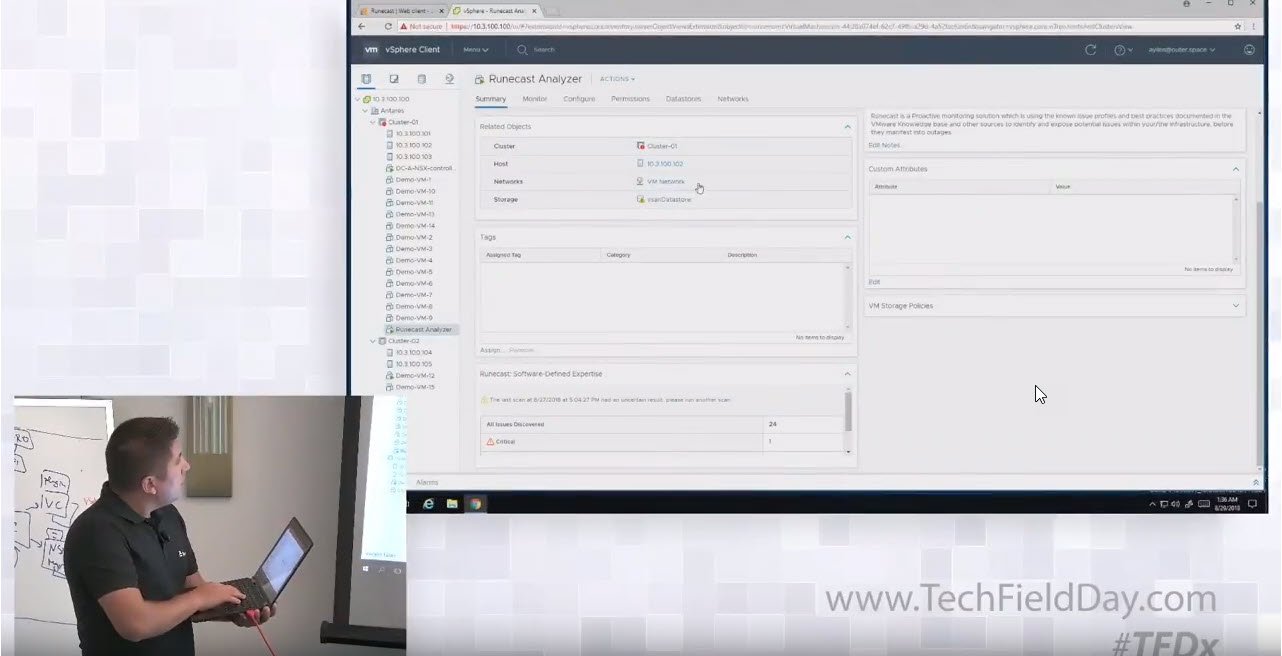 Runecast | Web client -
vSphere - Runecast Anal
Not secure
https://10.3.100.100/ui/#
vm vSphere Client Menu Search
ayilos@outer.space
10.3.100.100
Antares
Cluster-01
10.3.100.101
10.3.100.102
10.3.100.103
DC-A-NSX-controll...
Demo-VM-1
Demo-VM-10
Demo-VM-11
Demo-VM-13
Demo-VM-14
Demo-VM-2
Demo-VM-3
Demo-VM-4
Demo-VM-5
Demo-VM-6
Demo-VM-7
Demo-VM-8
Demo-VM-9
Runecast Analyzer
Cluster-02
10.3.100.104
10.3.100.105
Demo-VM-12
Demo-VM-15
Runecast Analyzer ACTIONS
Summary Monitor Configure Permissions Datastores Networks
Related Objects
Cluster Cluster-01
Host 10.3.100.102
Networks VM Network
Storage vsanDatastore
Tags
Assigned Tag Category Description
No items to display
Assign... Remove...
Runecast: Software-Defined Expertise
The last scan at 8/27/2018 at 5:04:27 PM had an uncertain result, please run another scan.
All Issues Discovered 24
Critical 1
Runecast is a Proactive monitoring solution which is using the known issue profiles and best practices documented in the
VMware Knowledge base and other sources to identify and expose potential issues within your/the infrastructure, before
they manifest into outages.
Edit Notes...
Custom Attributes
Attribute Value
No items to display
Edit
VM Storage Policies
Alarms
1:36 AM
8/29/2018
VC
www.TechFieldDay.com
#TFDx